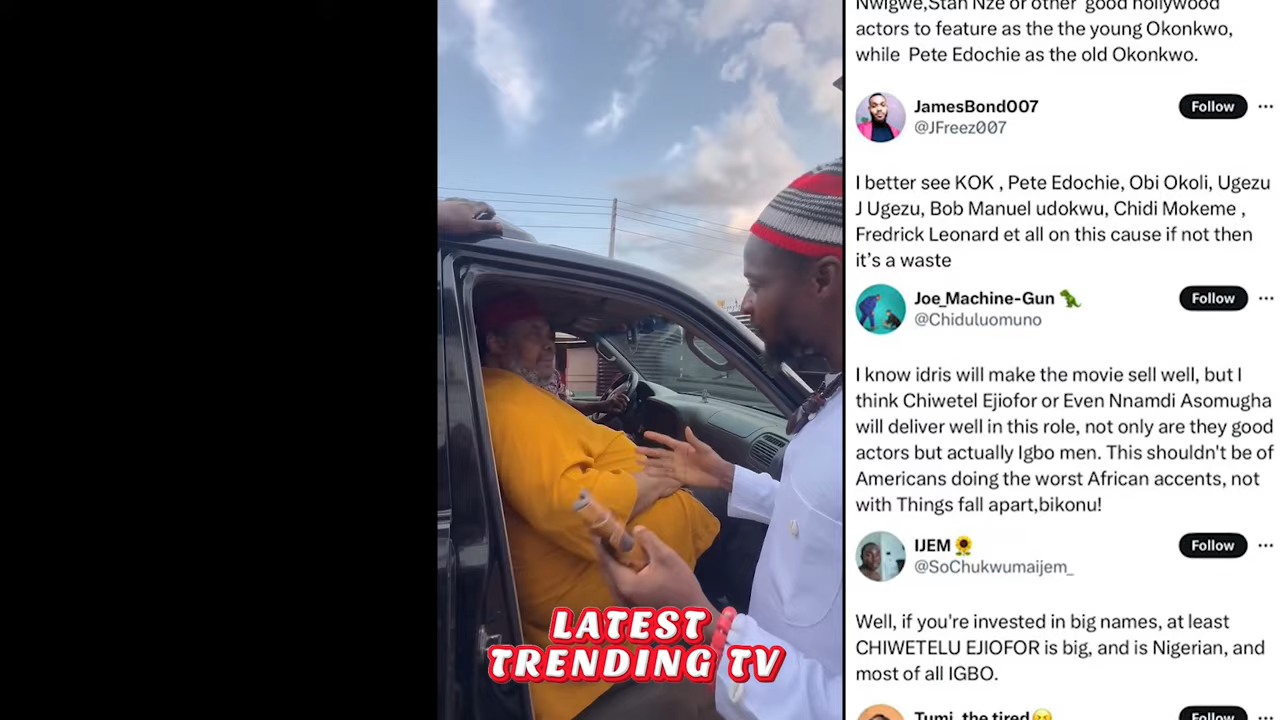 Nwigwe,Stan Nze or other good nollywood
actors to feature as the the young Okonkwo,
while Pete Edochie as the old Okonkwo.
JamesBond007
Follow
@JFreez007
I better see KOK , Pete Edochie, Obi Okoli, Ugezu
J Ugezu, Bob Manuel udokwu, Chidi Mokeme ,
Fredrick Leonard et all on this cause if not then
it’s a waste
Joe_Machine-Gun
Follow
@Chiduluomuno
I know idris will make the movie sell well, but I
think Chiwetel Ejiofor or Even Nnamdi Asomugha
will deliver well in this role, not only are they good
actors but actually Igbo men. This shouldn't be of
Americans doing the worst African accents, not
with Things fall apart,bikonu!
IJEM🌻
Follow
@SoChukwumaijem_
Well, if you're invested in big names, at least
CHIWETELU EJIOFOR is big, and is Nigerian, and
most of all IGBO.
Tumi, the tired
Follow
LATEST
TRENDING TV